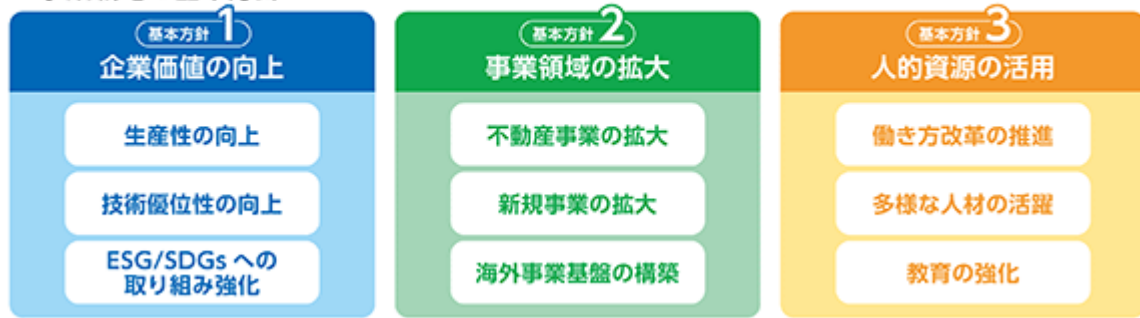 基本方針 1
企業価値の向上
生産性の向上
技術優位性の向上
ESG/SDGs への
取り組み強化
基本方針 2
事業領域の拡大
不動産事業の拡大
新規事業の拡大
海外事業基盤の構築
基本方針 3
人的資源の活用
働き方改革の推進
多様な人材の活躍
教育の強化